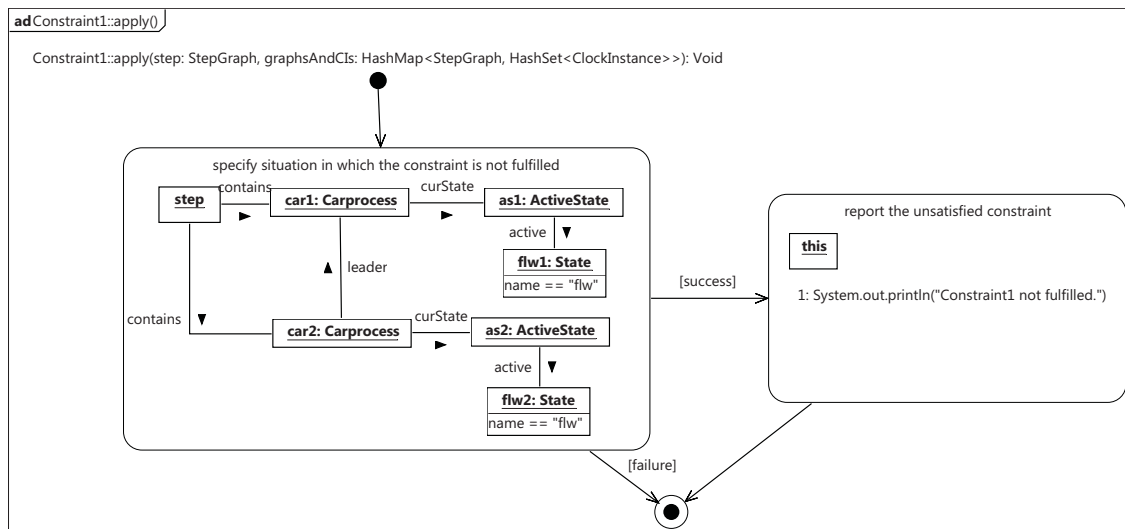 ad Constraint1::apply()
Constraint1::apply(step: StepGraph, graphsAndCIs: HashMap<StepGraph, HashSet<ClockInstance>>): Void
specify situation in which the constraint is not fulfilled
step
contains
car1: Carprocess
curState
as1: ActiveState
active
flw1: State
name == "flw"
leader
contains
car2: Carprocess
curState
as2: ActiveState
active
flw2: State
name == "flw"
[success]
[failure]
report the unsatisfied constraint
this
1: System.out.println("Constraint1 not fulfilled.")